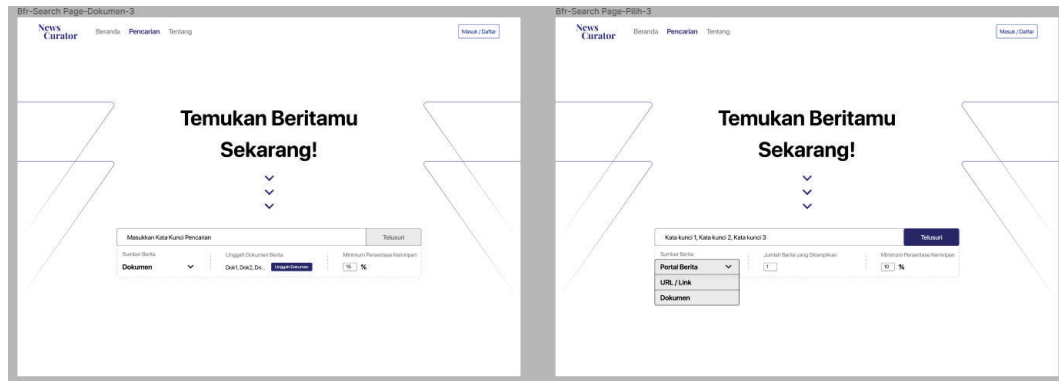 Bfr-Search Page-Dokumen-3
News
Curator
Beranda Pencarian Tentang
Masuk / Daftar
Temukan Beritamu
Sekarang!
Masukkan Kata Kunci Pencarian
Telusuri
Sumber Berita
Unggah Dokumen Berita
Minimum Persentase Kemiripan
Dokumen
Dok1, Dok2, Do...
Unggah Dokumen
15 %
Bfr-Search Page-Pilih-3
News
Curator
Beranda Pencarian Tentang
Masuk / Daftar
Temukan Beritamu
Sekarang!
Kata kunci 1, Kata kunci 2, Kata kunci 3
Telusuri
Sumber Berita
Jumlah Berita yang Ditampilkan
Minimum Persentase Kemiripan
Portal Berita
1
10 %
URL / Link
Dokumen